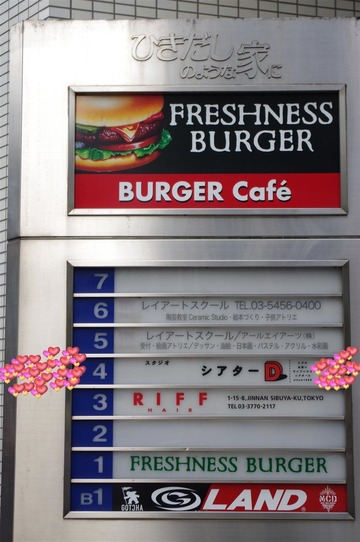 ひきだし
のような家に
FRESHNESS
BURGER
BURGER Café
7
6 レイアートスクール TEL.03-5456-0400
陶芸教室 Ceramic Studio・絵本づくり・子供アトリエ
5 レイアートスクール/アールエイアーツ(株)
受付・絵画アトリエ/デッサン・油絵・日本画・パステル・アクリル・水彩画
4 スタジオ シアターD
3 RIFF HAIR 1-15-8,JINNAN SIBUYA-KU,TOKYO
TEL 03-3770-2117
2
1 FRESHNESS BURGER
B1 GOTCHA G LAND MCD